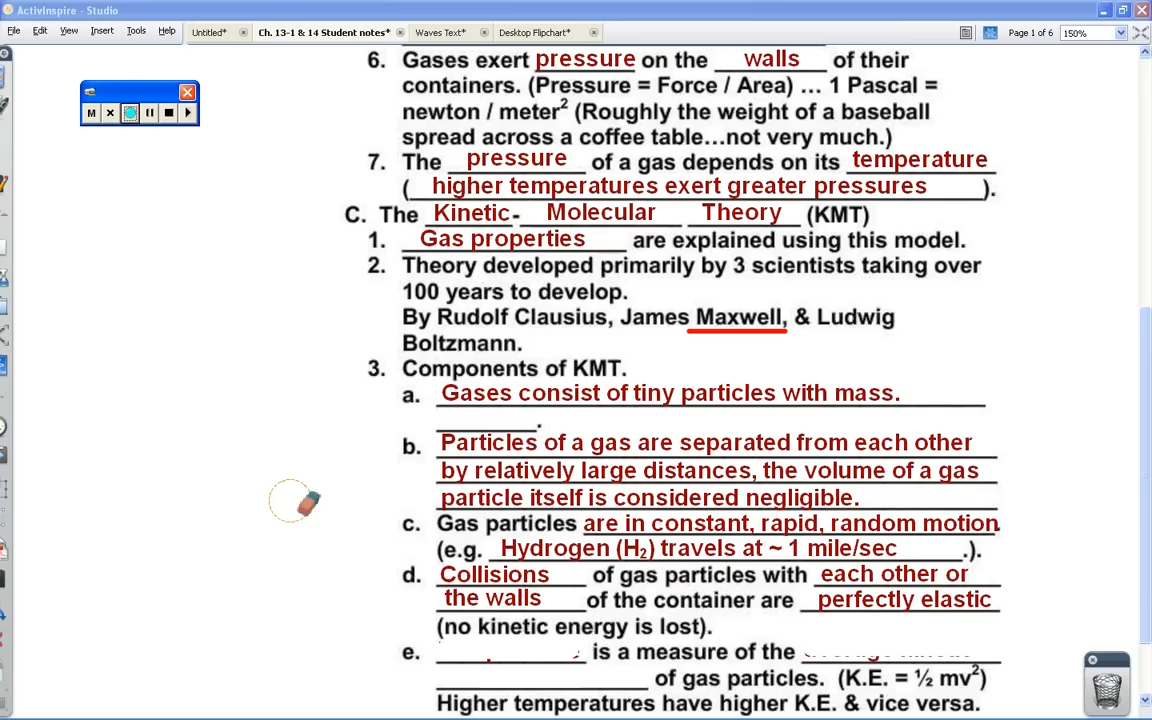 ActivInspire - Studio
File Edit View Insert Tools Help Untitled* Ch. 13-1 & 14 Student notes* Waves Text* Desktop Flipchart* Page 1 of 6 150%
M
6. Gases exert pressure on the walls of their
containers. (Pressure = Force / Area) … 1 Pascal =
newton / meter² (Roughly the weight of a baseball
spread across a coffee table…not very much.)
7. The pressure of a gas depends on its temperature
( higher temperatures exert greater pressures ).
C. The Kinetic - Molecular Theory (KMT)
1. Gas properties are explained using this model.
2. Theory developed primarily by 3 scientists taking over
100 years to develop.
By Rudolf Clausius, James Maxwell, & Ludwig
Boltzmann.
3. Components of KMT.
a. Gases consist of tiny particles with mass.
.
b. Particles of a gas are separated from each other
by relatively large distances, the volume of a gas
particle itself is considered negligible.
c. Gas particles are in constant, rapid, random motion.
(e.g. Hydrogen (H₂) travels at ~ 1 mile/sec .).
d. Collisions of gas particles with each other or
the walls of the container are perfectly elastic
(no kinetic energy is lost).
e. is a measure of the
of gas particles. (K.E. = ½ mv²)
Higher temperatures have higher K.E. & vice versa.